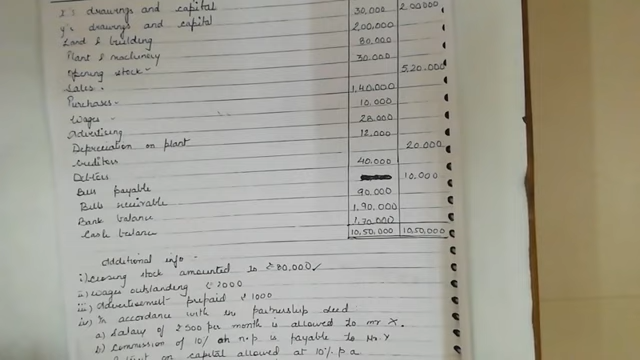 X's drawings and capital
Y's drawings and capital 30,000 2,00000
Land & building 200,000
Plant & machinery 80,000
Opening stock - 30,000
Sales - 5,20,000
Purchases - 1,40,000
Wages - 10,000
Advertising 28,000
Depreciation on plant 12,000
Creditors 20,000
Debtors 40,000
Bills payable 10,000
Bills receivable 90,000
Bank balance 1,90,000
Cash balance 1,70,000
10,50,000 10,50,000
Additional info -
i) Closing stock amounted to ₹ 80,000
ii) Wages outstanding ₹ 2000
iii) Advertisement prepaid ₹ 1000
iv) In accordance with the partnership deed
a) Salary of ₹ 500 per month is allowed to mr X.
b) Commission of 10% on n.p is payable to Mr. Y
on capital allowed at 10% p.a